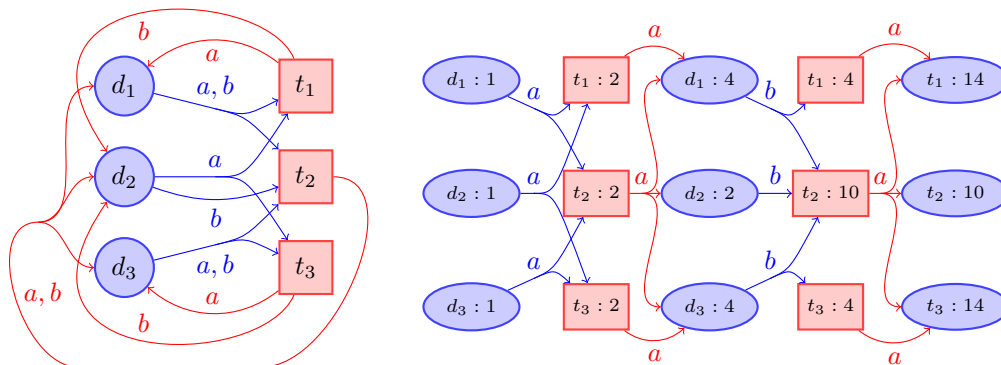 b
a
d₁
a, b
t₁
a
d₂
t₂
b
d₃
a, b
t₃
a
a, b
b
a
a
d₁ : 1
t₁ : 2
d₁ : 4
t₁ : 4
t₁ : 14
a
b
d₂ : 1
a
t₂ : 2
a
d₂ : 2
b
t₂ : 10
a
t₂ : 10
a
b
d₃ : 1
t₃ : 2
d₃ : 4
t₃ : 4
t₃ : 14
a
a